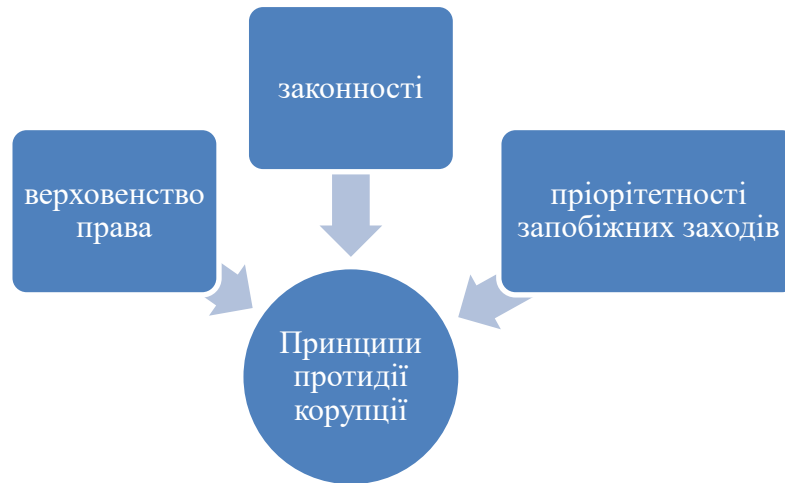 законності
верховенство
права
пріорітетності
запобіжних заходів
Принципи
протидії
корупції